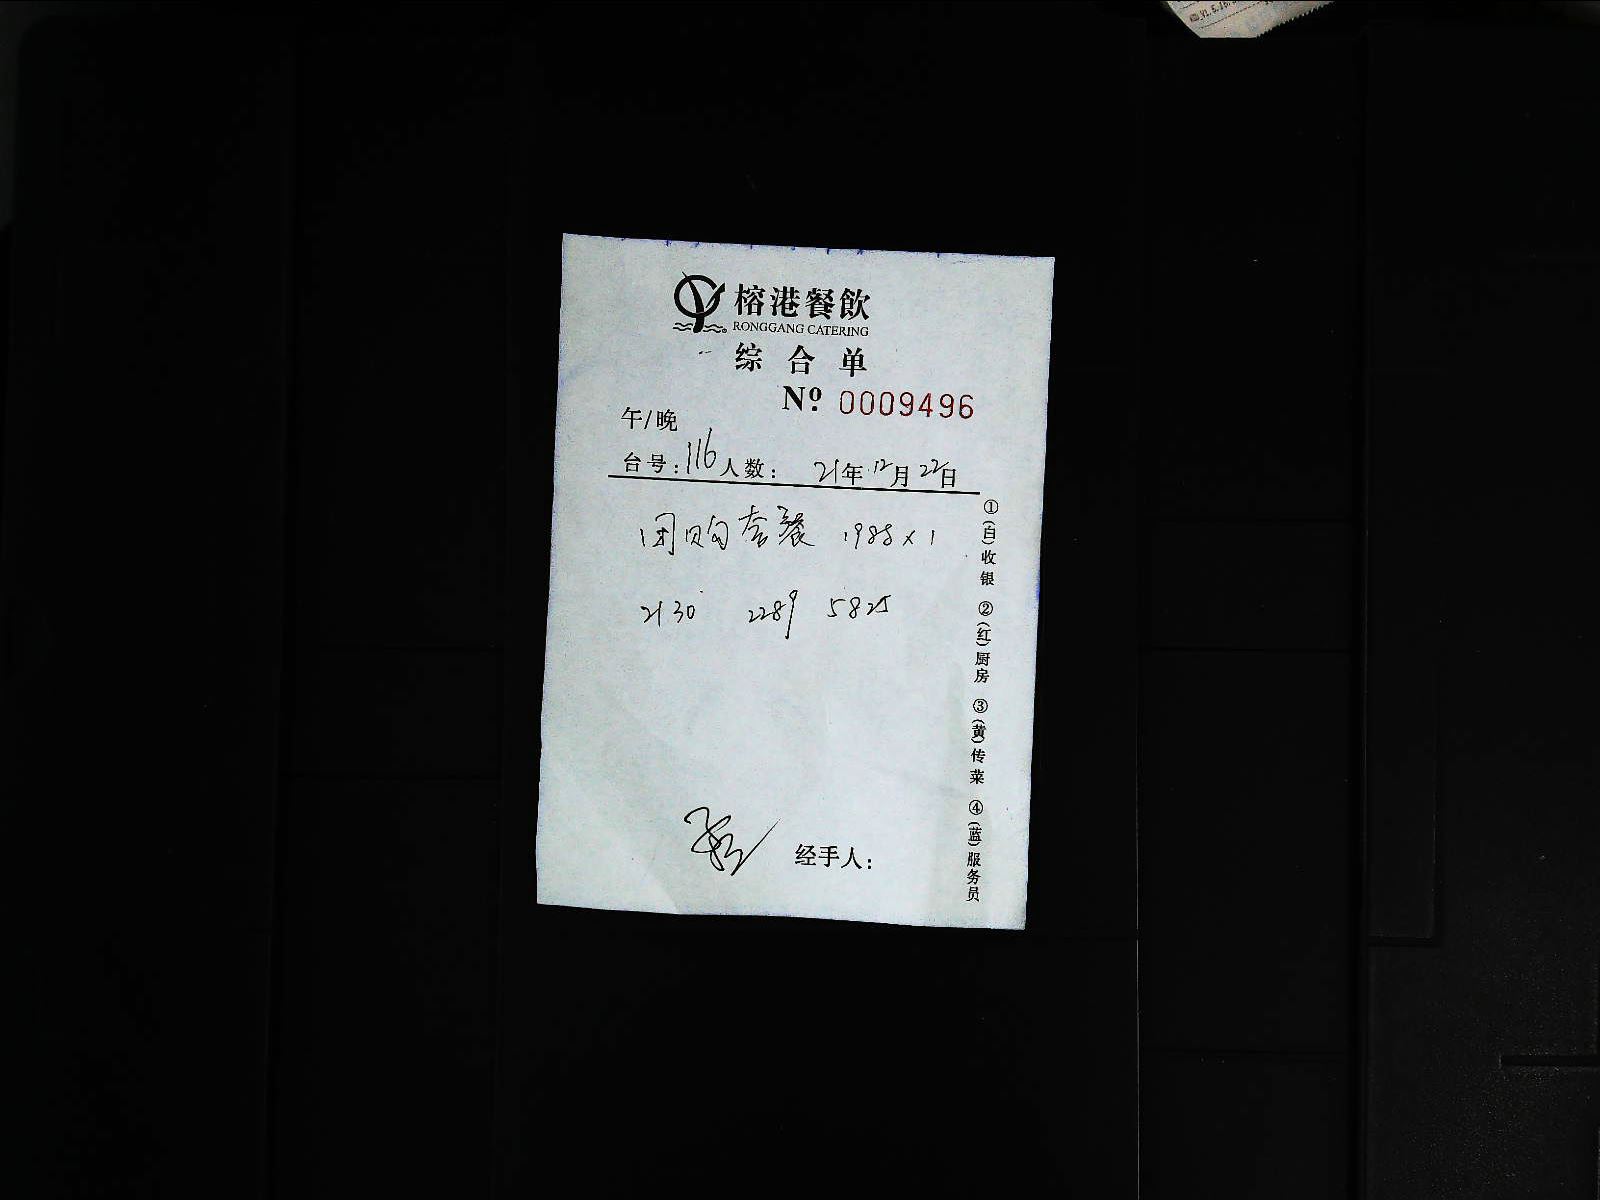 榕港餐飲
RONGGANG CATERING
综合单
Nº 0009496
午/晚
台号:116 人数: 21年12月22日
团购套餐 1988×1
2130 2289 5825
经手人:
①(白)收银 ②(红)厨房 ③(黄)传菜 ④(蓝)服务员